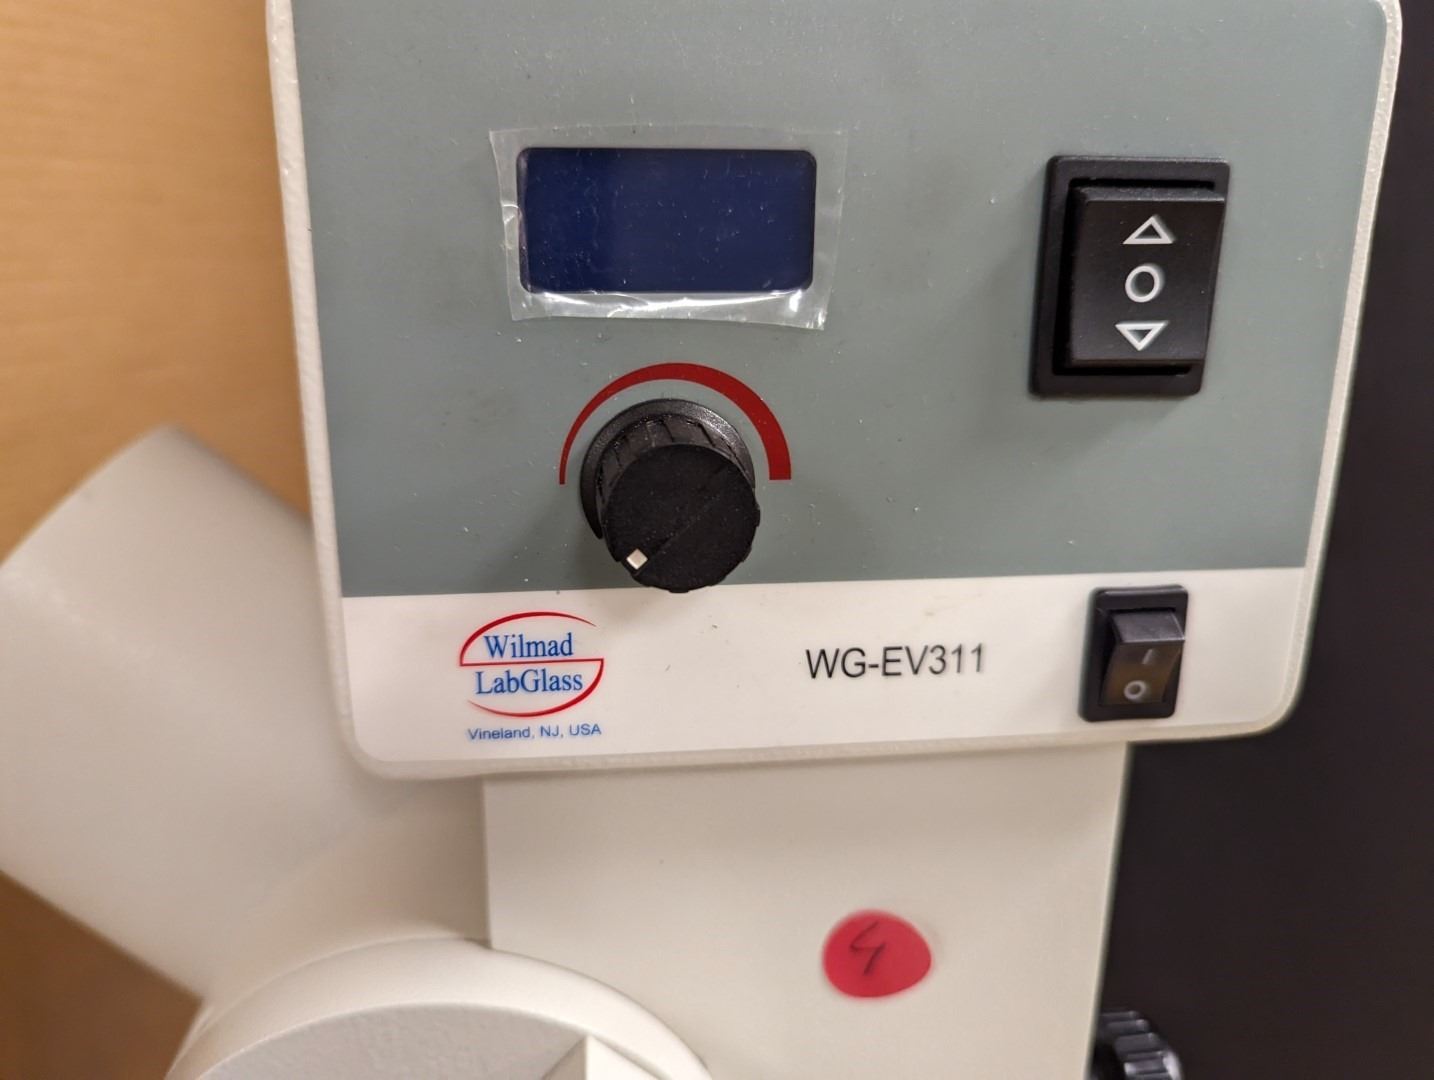 Wilmad
LabGlass
Vineland, NJ, USA
WG-EV311
4